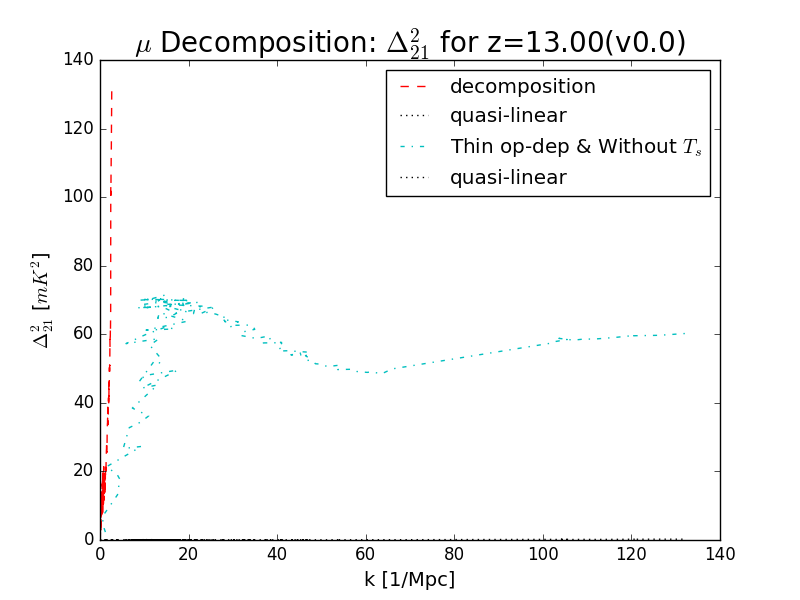 μ Decomposition: Δ²₂₁ for z=13.00(v0.0)
decomposition
quasi-linear
Thin op-dep & Without Tₛ
quasi-linear
Δ²₂₁ [mK²]
140
120
100
80
60
40
20
0
0 20 40 60 80 100 120 140
k [1/Mpc]